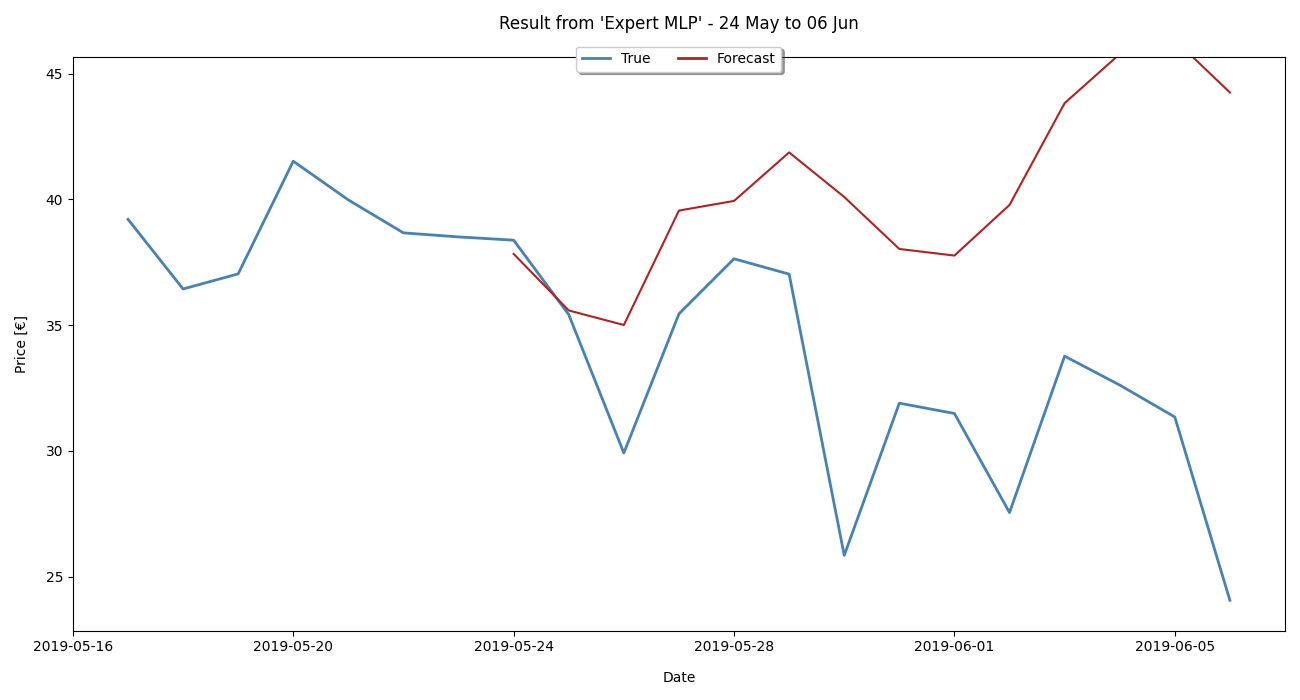 Result from 'Expert MLP' - 24 May to 06 Jun
True Forecast
45
40
35
30
25
Price [€]
2019-05-16 2019-05-20 2019-05-24 2019-05-28 2019-06-01 2019-06-05
Date